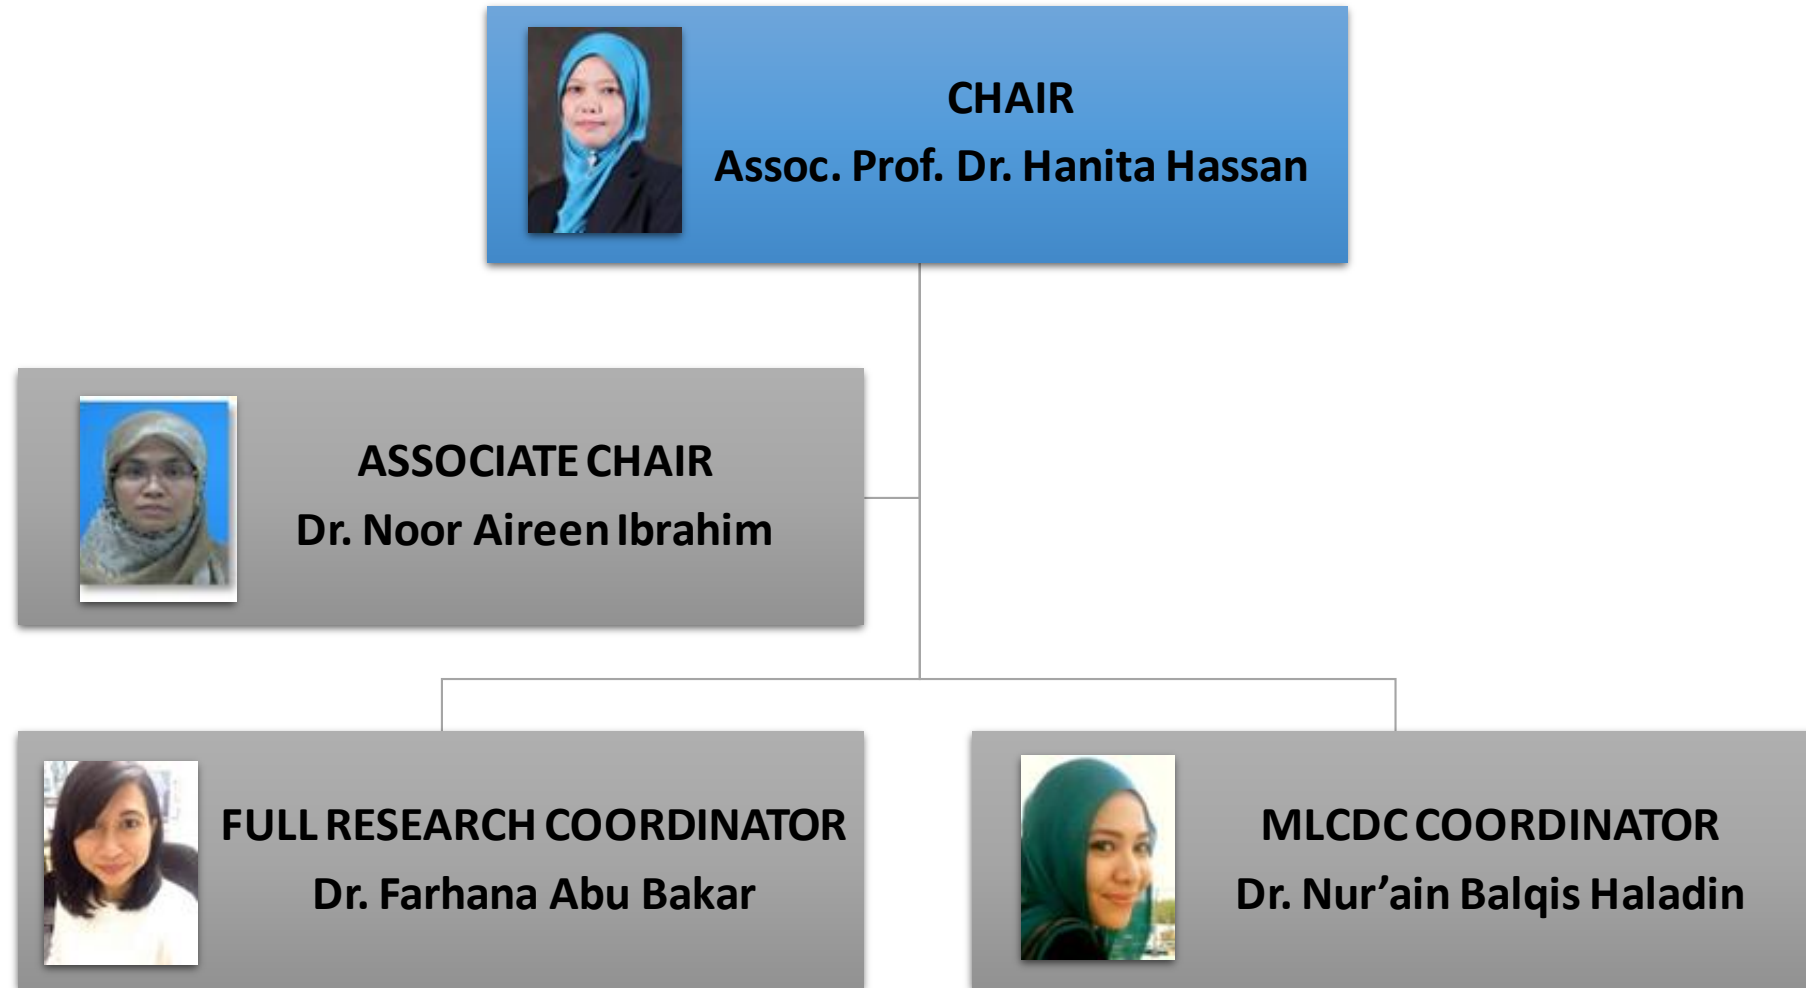 CHAIR
Assoc. Prof. Dr. Hanita Hassan
ASSOCIATE CHAIR
Dr. Noor Aireen Ibrahim
FULL RESEARCH COORDINATOR
Dr. Farhana Abu Bakar
MLCDC COORDINATOR
Dr. Nur’ain Balqis Haladin